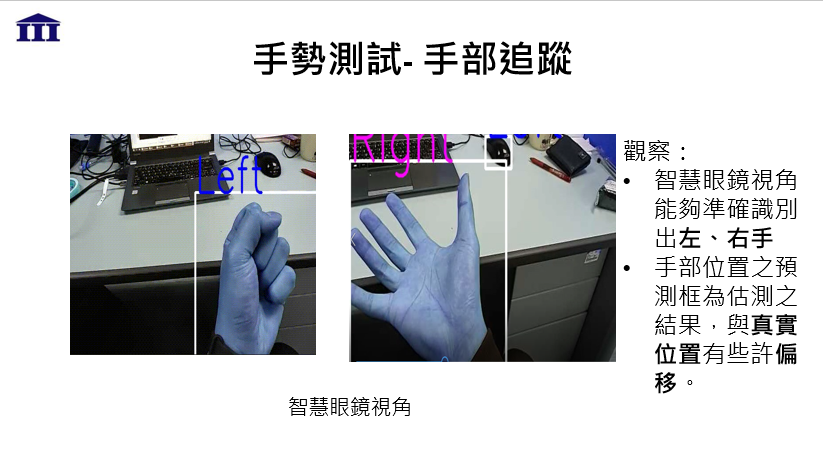 手勢測試- 手部追蹤
Left
Right
觀察：
• 智慧眼鏡視角
能夠準確識別
出左、右手
• 手部位置之預
測框為估測之
結果，與真實
位置有些許偏
移。
智慧眼鏡視角